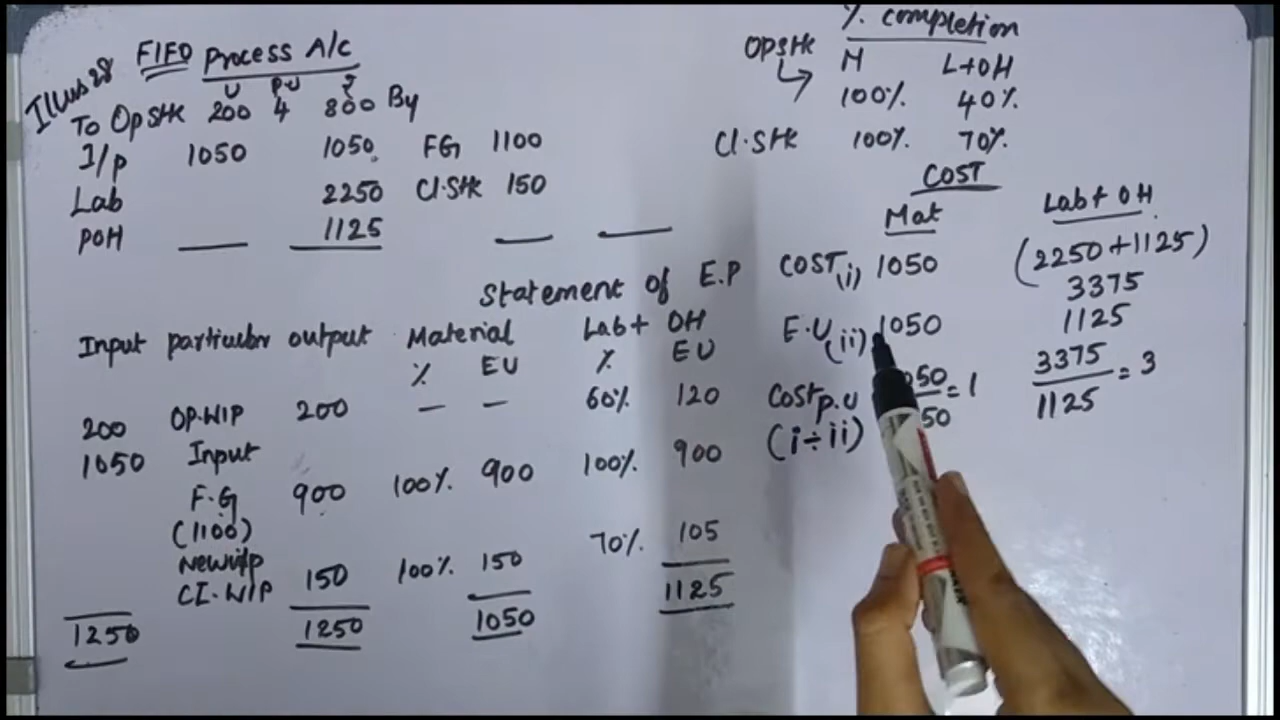 Illus 28 FIFO Process A/c
U P.U ₹
To Op Stk 200 4 800 By
I/p 1050 1050 FG 1100
Lab 2250 Cl.Stk 150
POH 1125
% completion
OPStk M L+OH
100% 40%
Cl.Stk 100% 70%
COST
Mat Lab+ OH
COST (i) 1050 (2250+1125)
3375
E.U (ii) 1050 1125
Cost p.u = 1 3375/1125 = 3
(i÷ii)
Statement of E.P
Input particular output Material Lab+ OH
% EU % EU
200 OP.WIP 200 — — 60% 120
1050 Input
F.G 900 100% 900 100% 900
(1100)
New i/p
Cl.WIP 150 100% 150 70% 105
1250 1250 1050 1125